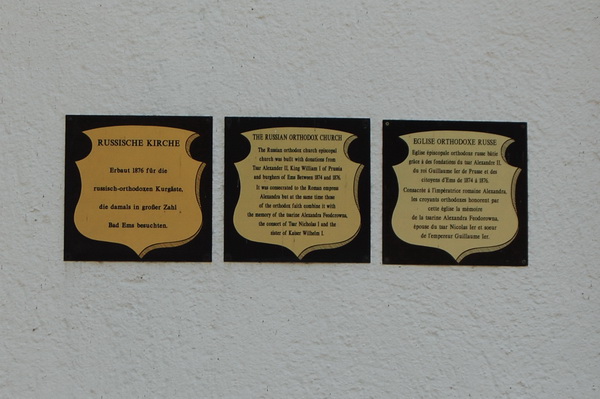 RUSSISCHE KIRCHE
Erbaut 1876 für die
russisch-orthodoxen Kurgäste,
die damals in großer Zahl
Bad Ems besuchten.
THE RUSSIAN ORTHODOX CHURCH
The Russian orthodox church episcopel
church was built with donations from
Tsar Alexander II, King William I of Prussia
and burghers of Ems Between 1874 and 1876.
It was consecrated to the Roman empress
Alexandra but at the same time those
of the orthodox faith combine it with
the memory of the tsarina Alexandra Feodorowna,
the consort of Tsar Nicholas I and the
sister of Kaiser Wilhelm I.
EGLISE ORTHODOXE RUSSE
Eglise épiscopale orthodoxe russe bâtie
grâce à des fondations du tsar Alexandre II,
du roi Guillaume Ier de Prusse et des
citoyens d'Ems de 1874 à 1876.
Consacrée à l'impératrice romaine Alexandra,
les croyants orthodoxes honorent par
cette église la mémoire
de la tsarine Alexandra Feodorowna,
épouse du tsar Nicolas Ier et soeur
de l'empereur Guillaume Ier.